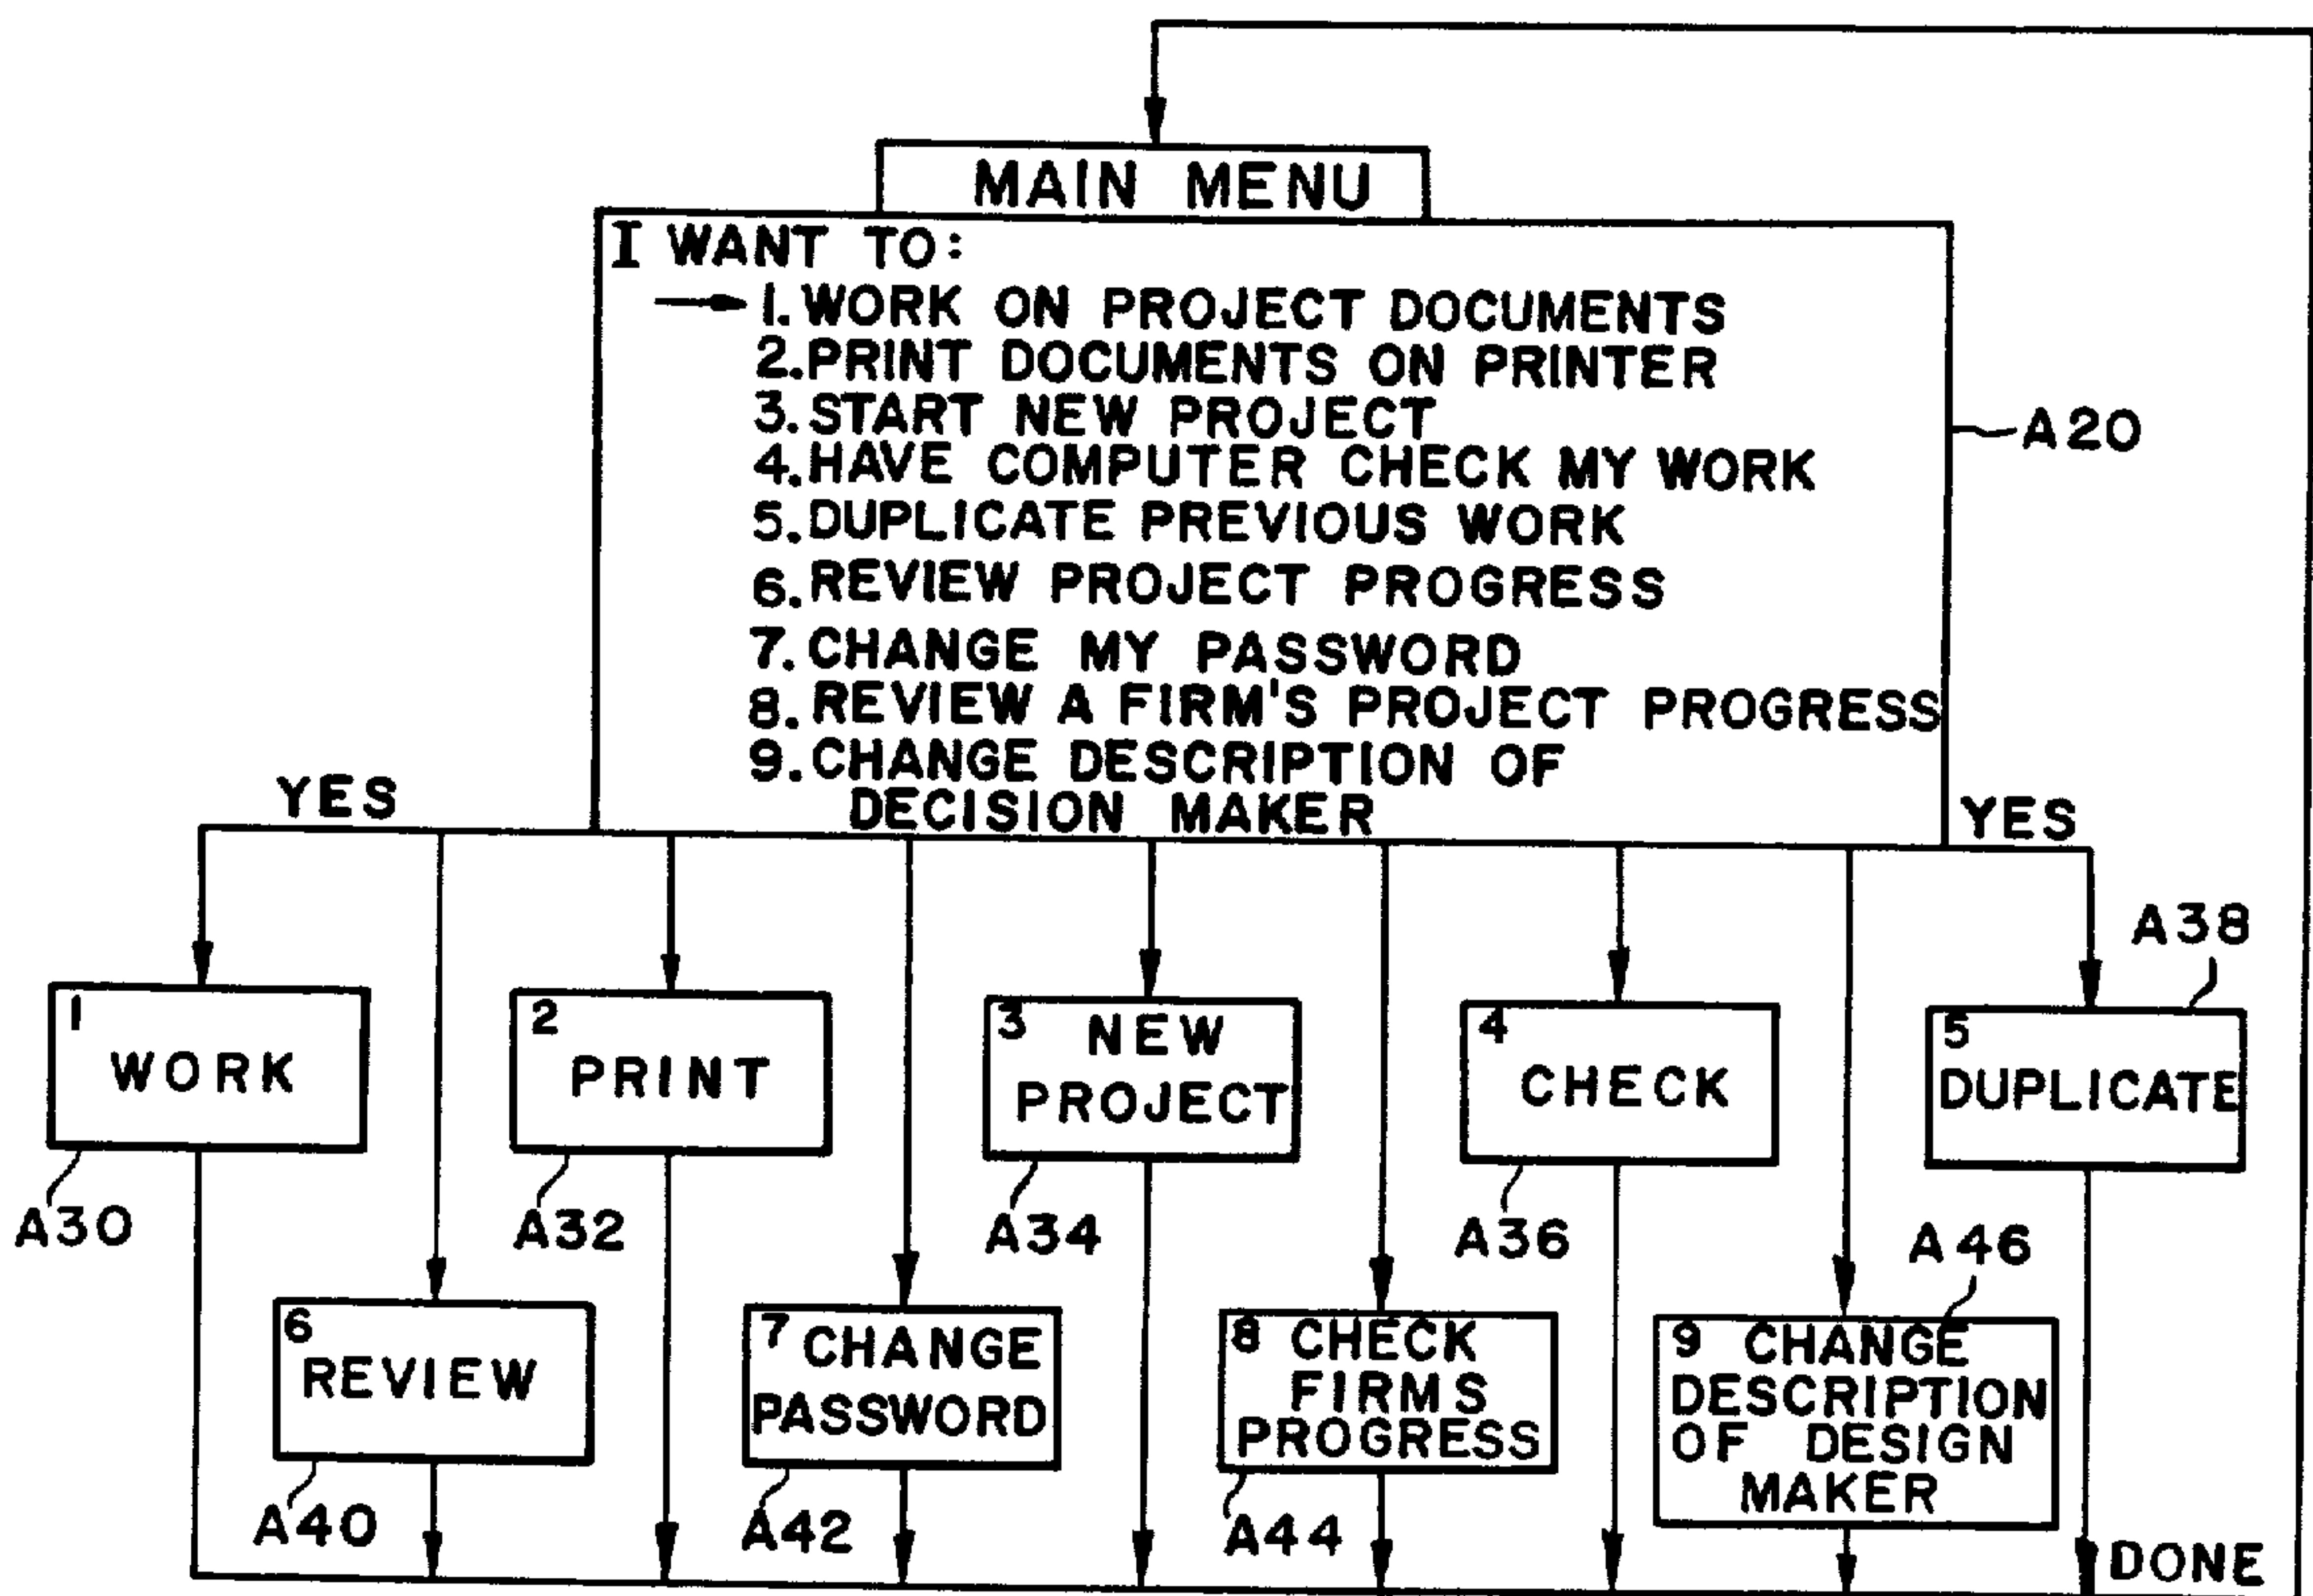 MAIN MENU
I WANT TO:
1. WORK ON PROJECT DOCUMENTS
2. PRINT DOCUMENTS ON PRINTER
3. START NEW PROJECT
4. HAVE COMPUTER CHECK MY WORK
5. DUPLICATE PREVIOUS WORK
6. REVIEW PROJECT PROGRESS
7. CHANGE MY PASSWORD
8. REVIEW A FIRM'S PROJECT PROGRESS
9. CHANGE DESCRIPTION OF
DECISION MAKER
A20
YES
YES
A38
1
WORK
A30
2
PRINT
A32
3 NEW
PROJECT
A34
4
CHECK
A36
5
DUPLICATE
A46
6
REVIEW
A40
7 CHANGE
PASSWORD
A42
8 CHECK
FIRMS
PROGRESS
A44
9 CHANGE
DESCRIPTION
OF DESIGN
MAKER
DONE